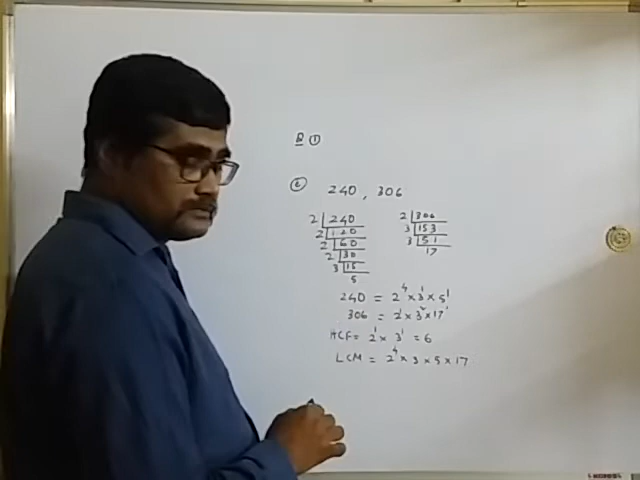 B ①
ⓒ 240 , 306
2 | 240
2 | 120
2 | 60
2 | 30
3 | 15
5
2 | 306
3 | 153
3 | 51
17
240 = 2⁴ × 3¹ × 5¹
306 = 2¹ × 3² × 17¹
HCF = 2¹ × 3¹ = 6
LCM = 2⁴ × 3 × 5 × 17